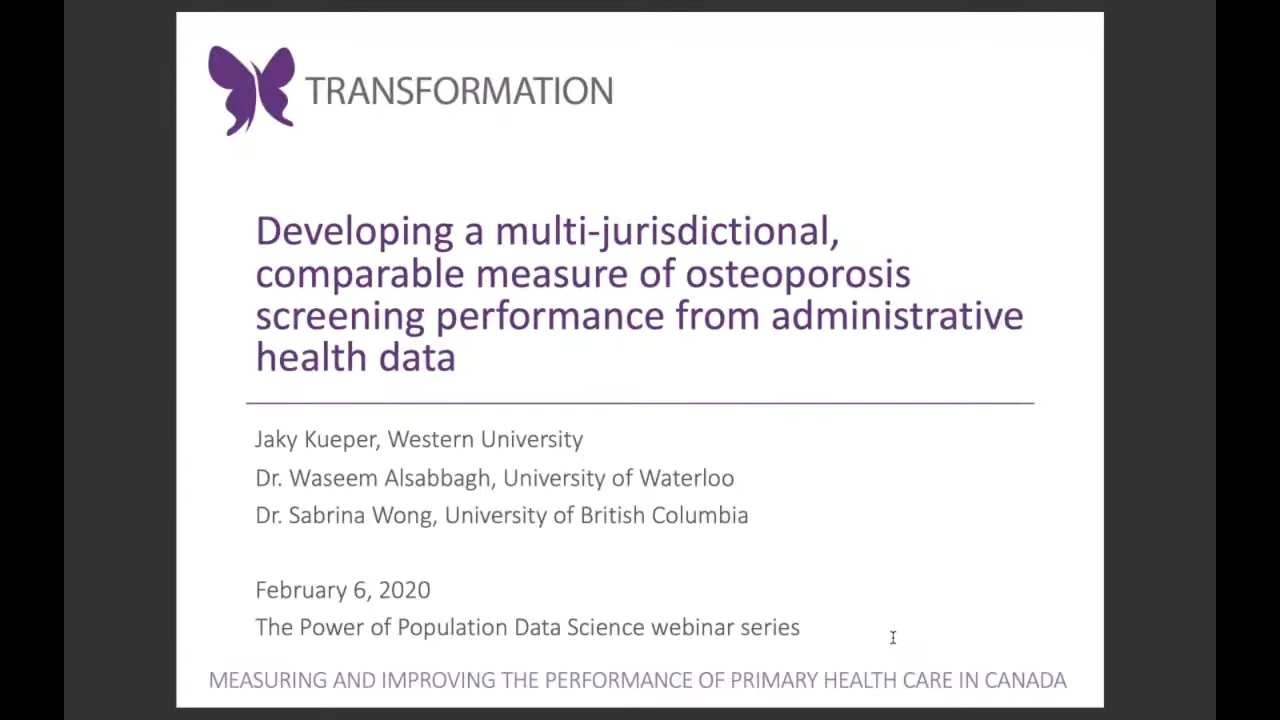 TRANSFORMATION
Developing a multi-jurisdictional,
comparable measure of osteoporosis
screening performance from administrative
health data
Jaky Kueper, Western University
Dr. Waseem Alsabbagh, University of Waterloo
Dr. Sabrina Wong, University of British Columbia
February 6, 2020
The Power of Population Data Science webinar series
MEASURING AND IMPROVING THE PERFORMANCE OF PRIMARY HEALTH CARE IN CANADA